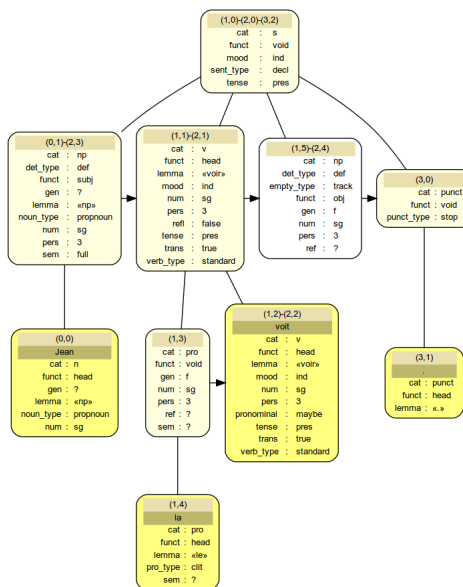 (1,0)-(2,0)-(3,2)
cat : s
funct : void
mood : ind
sent_type : decl
tense : pres
(0,1)-(2,3)
cat : np
det_type : def
funct : subj
gen : ?
lemma : «np»
noun_type : propnoun
num : sg
pers : 3
sem : full
(1,1)-(2,1)
cat : v
funct : head
lemma : «voir»
mood : ind
num : sg
pers : 3
refl : false
tense : pres
trans : true
verb_type : standard
(1,5)-(2,4)
cat : np
det_type : def
empty_type : track
funct : obj
gen : f
num : sg
pers : 3
ref : ?
(3,0)
cat : punct
funct : void
punct_type : stop
(0,0)
Jean
cat : n
funct : head
gen : ?
lemma : «np»
noun_type : propnoun
num : sg
(1,3)
cat : pro
funct : void
gen : f
num : sg
pers : 3
ref : ?
sem : ?
(1,2)-(2,2)
voit
cat : v
funct : head
lemma : «voir»
mood : ind
num : sg
pers : 3
pronominal : maybe
tense : pres
trans : true
verb_type : standard
(3,1)
.
cat : punct
funct : head
lemma : «.»
(1,4)
la
cat : pro
funct : head
lemma : «le»
pro_type : clit
sem : ?